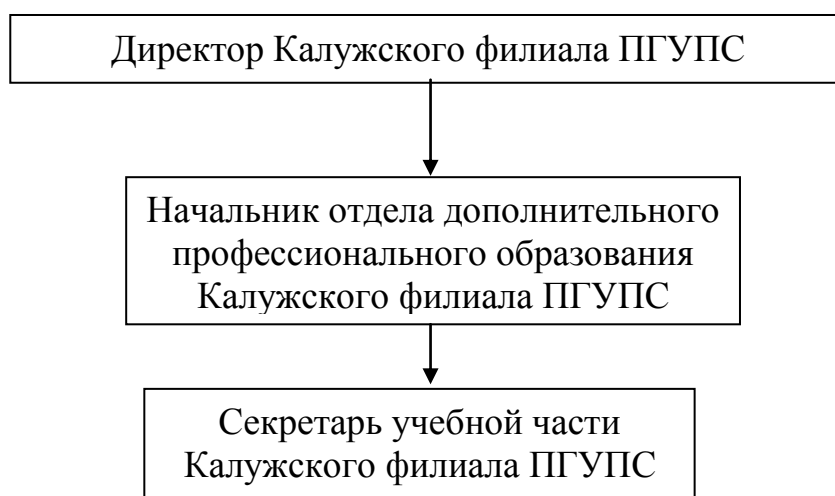 Директор Калужского филиала ПГУПС
Начальник отдела дополнительного
профессионального образования
Калужского филиала ПГУПС
Секретарь учебной части
Калужского филиала ПГУПС